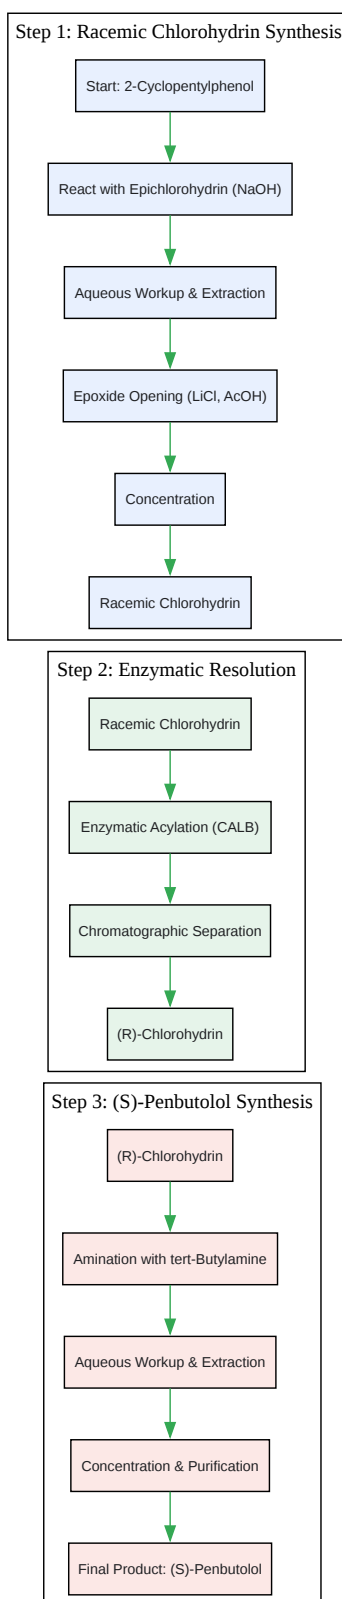 Step 1: Racemic Chlorohydrin Synthesis
Start: 2-Cyclopentylphenol
React with Epichlorohydrin (NaOH)
Aqueous Workup & Extraction
Epoxide Opening (LiCl, AcOH)
Concentration
Racemic Chlorohydrin
Step 2: Enzymatic Resolution
Racemic Chlorohydrin
Enzymatic Acylation (CALB)
Chromatographic Separation
(R)-Chlorohydrin
Step 3: (S)-Penbutolol Synthesis
(R)-Chlorohydrin
Amination with tert-Butylamine
Aqueous Workup & Extraction
Concentration & Purification
Final Product: (S)-Penbutolol